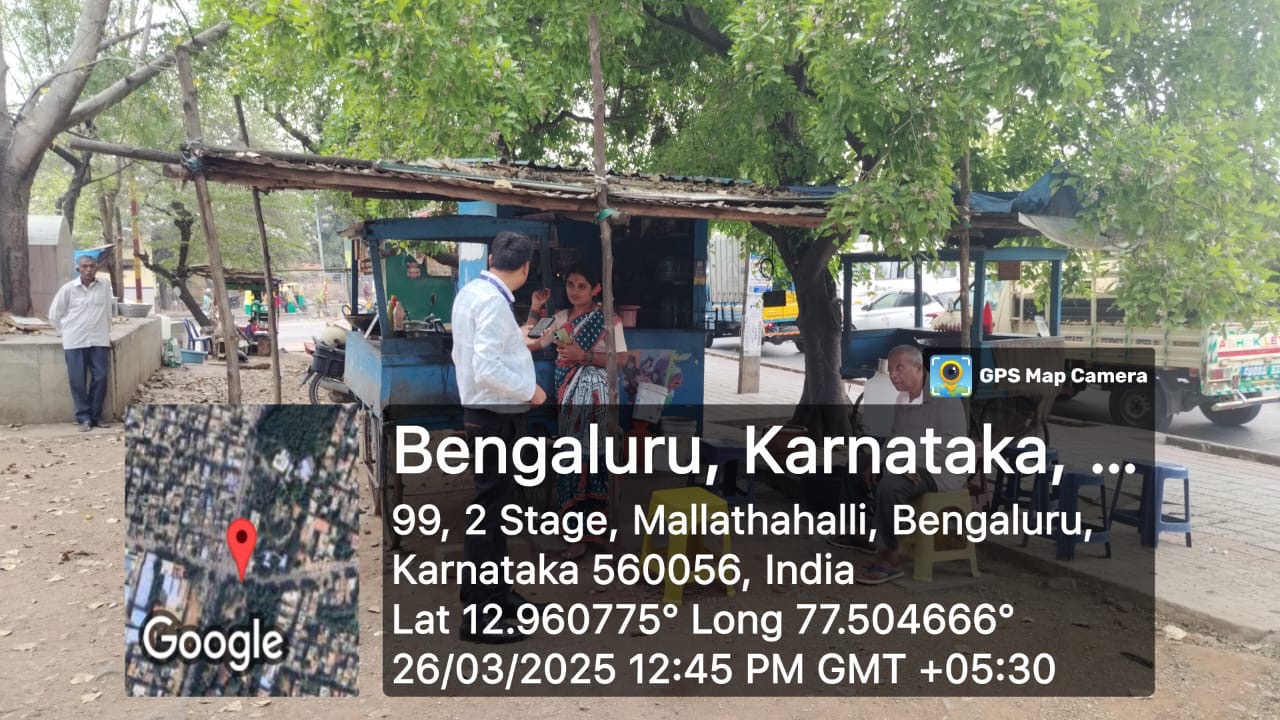 GPS Map Camera
Bengaluru, Karnataka, ...
99, 2 Stage, Mallathahalli, Bengaluru,
Karnataka 560056, India
Lat 12.960775° Long 77.504666°
26/03/2025 12:45 PM GMT +05:30
Google